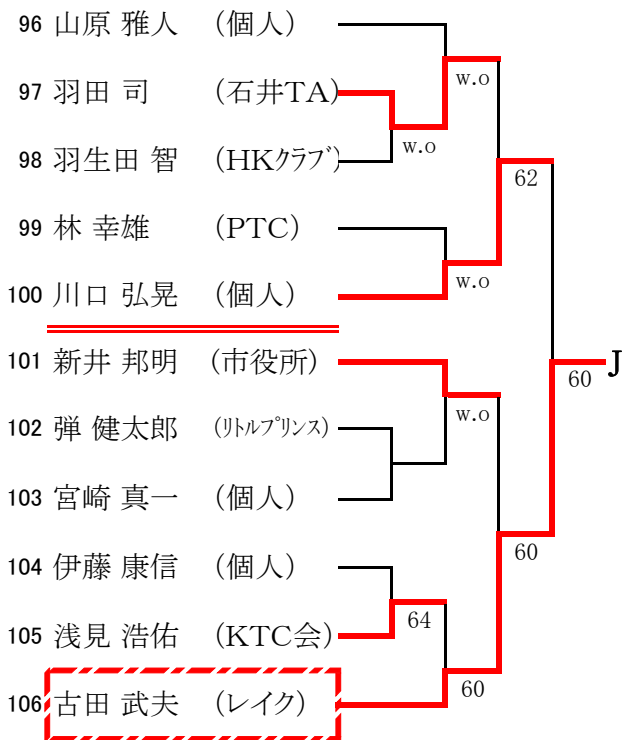 96 山原 雅人 (個人)
w.o
97 羽田 司 (石井TA)
w.o
98 羽生田 智 (HKクラブ)
62
99 林 幸雄 (PTC)
w.o
100 川口 弘晃 (個人)
101 新井 邦明 (市役所)
60 J
w.o
102 弾 健太郎 (リトルプリンス)
103 宮崎 真一 (個人)
60
104 伊藤 康信 (個人)
64
105 浅見 浩佑 (KTC会)
60
106 古田 武夫 (レイク)